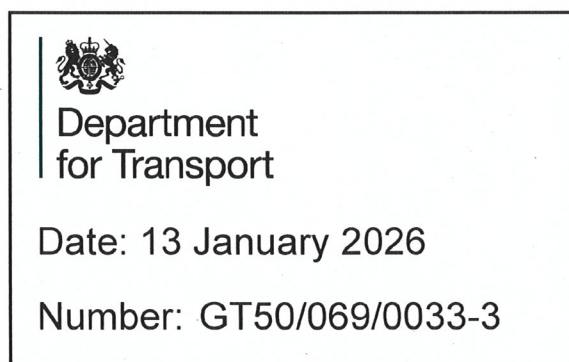 Department
for Transport
Date: 13 January 2026
Number: GT50/069/0033-3